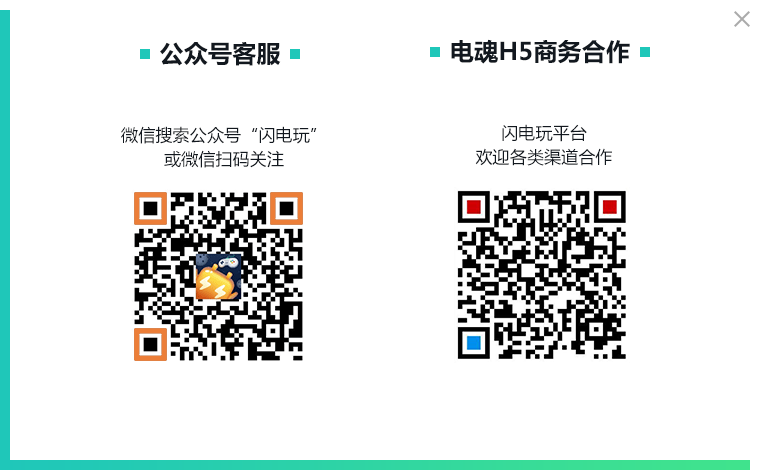 公众号客服
微信搜索公众号“闪电玩”
或微信扫码关注
电魂H5商务合作
闪电玩平台
欢迎各类渠道合作